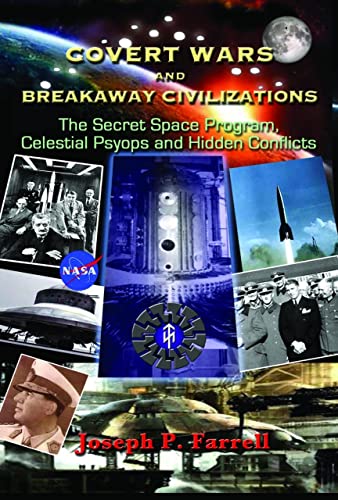 COVERT WARS
AND
BREAKAWAY CIVILIZATIONS
The Secret Space Program,
Celestial Psyops and Hidden Conflicts
NASA
Joseph P. Farrell